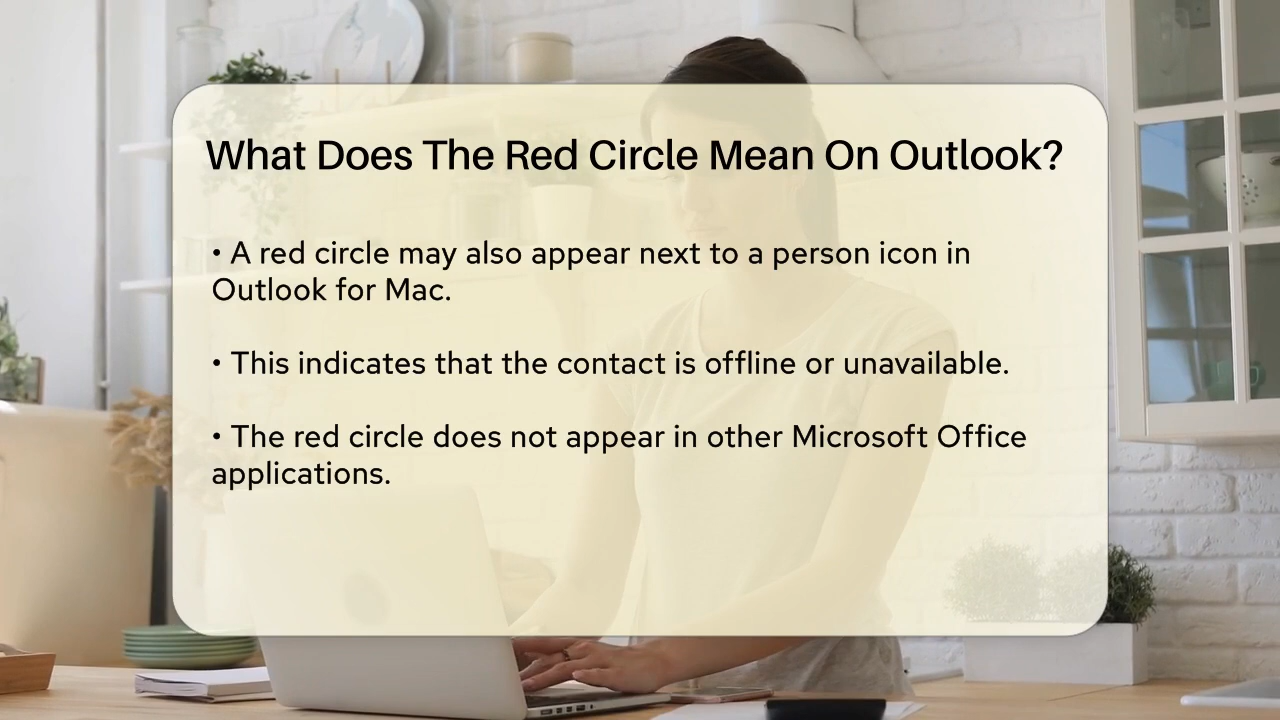 What Does The Red Circle Mean On Outlook?
• A red circle may also appear next to a person icon in
Outlook for Mac.
• This indicates that the contact is offline or unavailable.
• The red circle does not appear in other Microsoft Office
applications.